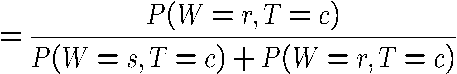 = P(W = r, T = c)
P(W = s, T = c) + P(W = r, T = c)